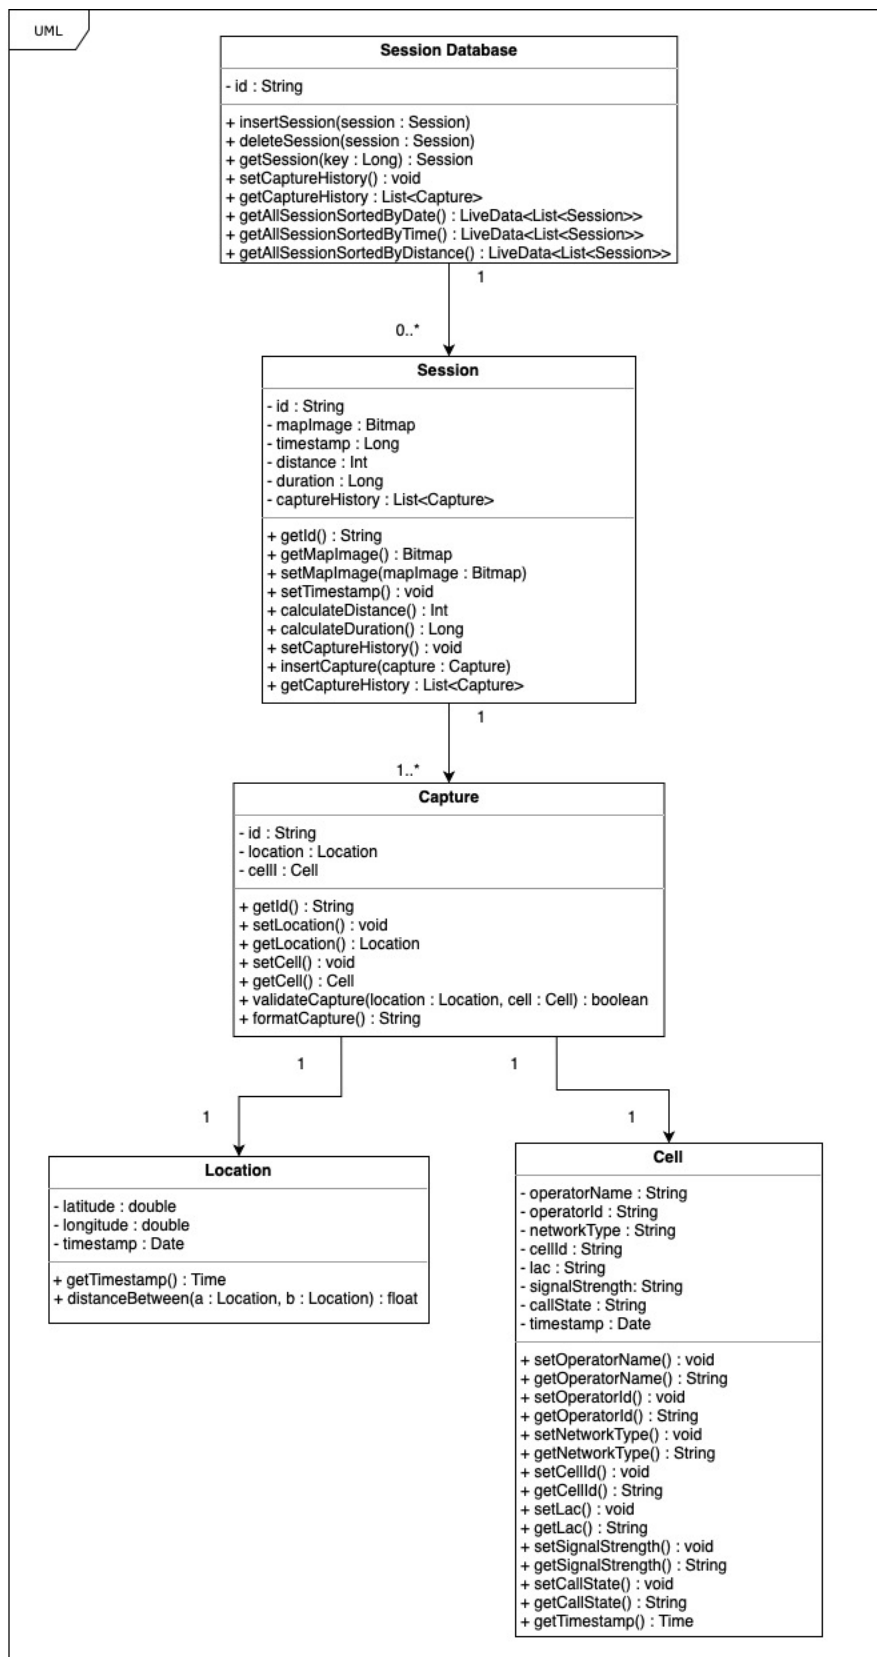 UML
Session Database
- id : String
+ insertSession(session : Session)
+ deleteSession(session : Session)
+ getSession(key : Long) : Session
+ setCaptureHistory() : void
+ getCaptureHistory : List<Capture>
+ getAllSessionSortedByDate() : LiveData<List<Session>>
+ getAllSessionSortedByTime() : LiveData<List<Session>>
+ getAllSessionSortedByDistance() : LiveData<List<Session>>
1
0..*
Session
- id : String
- mapImage : Bitmap
- timestamp : Long
- distance : Int
- duration : Long
- captureHistory : List<Capture>
+ getId() : String
+ getMapImage() : Bitmap
+ setMapImage(mapImage : Bitmap)
+ setTimestamp() : void
+ calculateDistance() : Int
+ calculateDuration() : Long
+ setCaptureHistory() : void
+ insertCapture(capture : Capture)
+ getCaptureHistory : List<Capture>
1
1..*
Capture
- id : String
- location : Location
- celll : Cell
+ getId() : String
+ setLocation() : void
+ getLocation() : Location
+ setCell() : void
+ getCell() : Cell
+ validateCapture(location : Location, cell : Cell) : boolean
+ formatCapture() : String
1
1
1
1
Location
- latitude : double
- longitude : double
- timestamp : Date
+ getTimestamp() : Time
+ distanceBetween(a : Location, b : Location) : float
Cell
- operatorName : String
- operatorId : String
- networkType : String
- cellId : String
- lac : String
- signalStrength: String
- callState : String
- timestamp : Date
+ setOperatorName() : void
+ getOperatorName() : String
+ setOperatorId() : void
+ getOperatorId() : String
+ setNetworkType() : void
+ getNetworkType() : String
+ setCellId() : void
+ getCellId() : String
+ setLac() : void
+ getLac() : String
+ setSignalStrength() : void
+ getSignalStrength() : String
+ setCallState() : void
+ getCallState() : String
+ getTimestamp() : Time